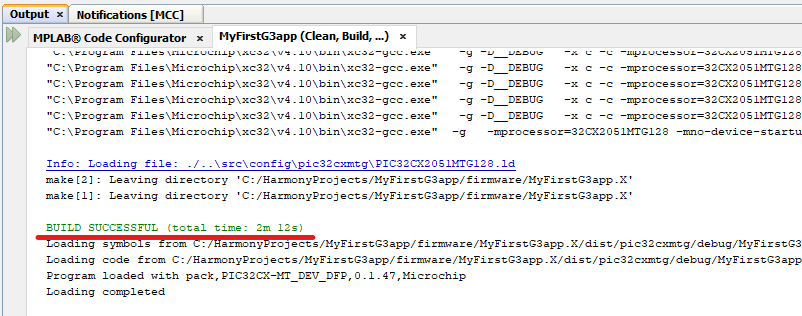 Output ×
Notifications [MCC]
MPLAB® Code Configurator × MyFirstG3app (Clean, Build, ...) ×
"C:\Program Files\Microchip\xc32\v4.10\bin\xc32-gcc.exe" -g -D__DEBUG -x c -c -mprocessor=32CX2051MTG128
"C:\Program Files\Microchip\xc32\v4.10\bin\xc32-gcc.exe" -g -D__DEBUG -x c -c -mprocessor=32CX2051MTG128
"C:\Program Files\Microchip\xc32\v4.10\bin\xc32-gcc.exe" -g -D__DEBUG -x c -c -mprocessor=32CX2051MTG128
"C:\Program Files\Microchip\xc32\v4.10\bin\xc32-gcc.exe" -g -D__DEBUG -x c -c -mprocessor=32CX2051MTG128
"C:\Program Files\Microchip\xc32\v4.10\bin\xc32-gcc.exe" -g -D__DEBUG -x c -c -mprocessor=32CX2051MTG128
"C:\Program Files\Microchip\xc32\v4.10\bin\xc32-gcc.exe" -g -mprocessor=32CX2051MTG128 -mno-device-startu
Info: Loading file: ./..\src\config\pic32cxmtg\PIC32CX2051MTG128.ld
make[2]: Leaving directory 'C:/HarmonyProjects/MyFirstG3app/firmware/MyFirstG3app.X'
make[1]: Leaving directory 'C:/HarmonyProjects/MyFirstG3app/firmware/MyFirstG3app.X'
BUILD SUCCESSFUL (total time: 2m 12s)
Loading symbols from C:/HarmonyProjects/MyFirstG3app/firmware/MyFirstG3app.X/dist/pic32cxmtg/debug/MyFirstG3
Loading code from C:/HarmonyProjects/MyFirstG3app/firmware/MyFirstG3app.X/dist/pic32cxmtg/debug/MyFirstG3app
Program loaded with pack,PIC32CX-MT_DEV_DFP,0.1.47,Microchip
Loading completed